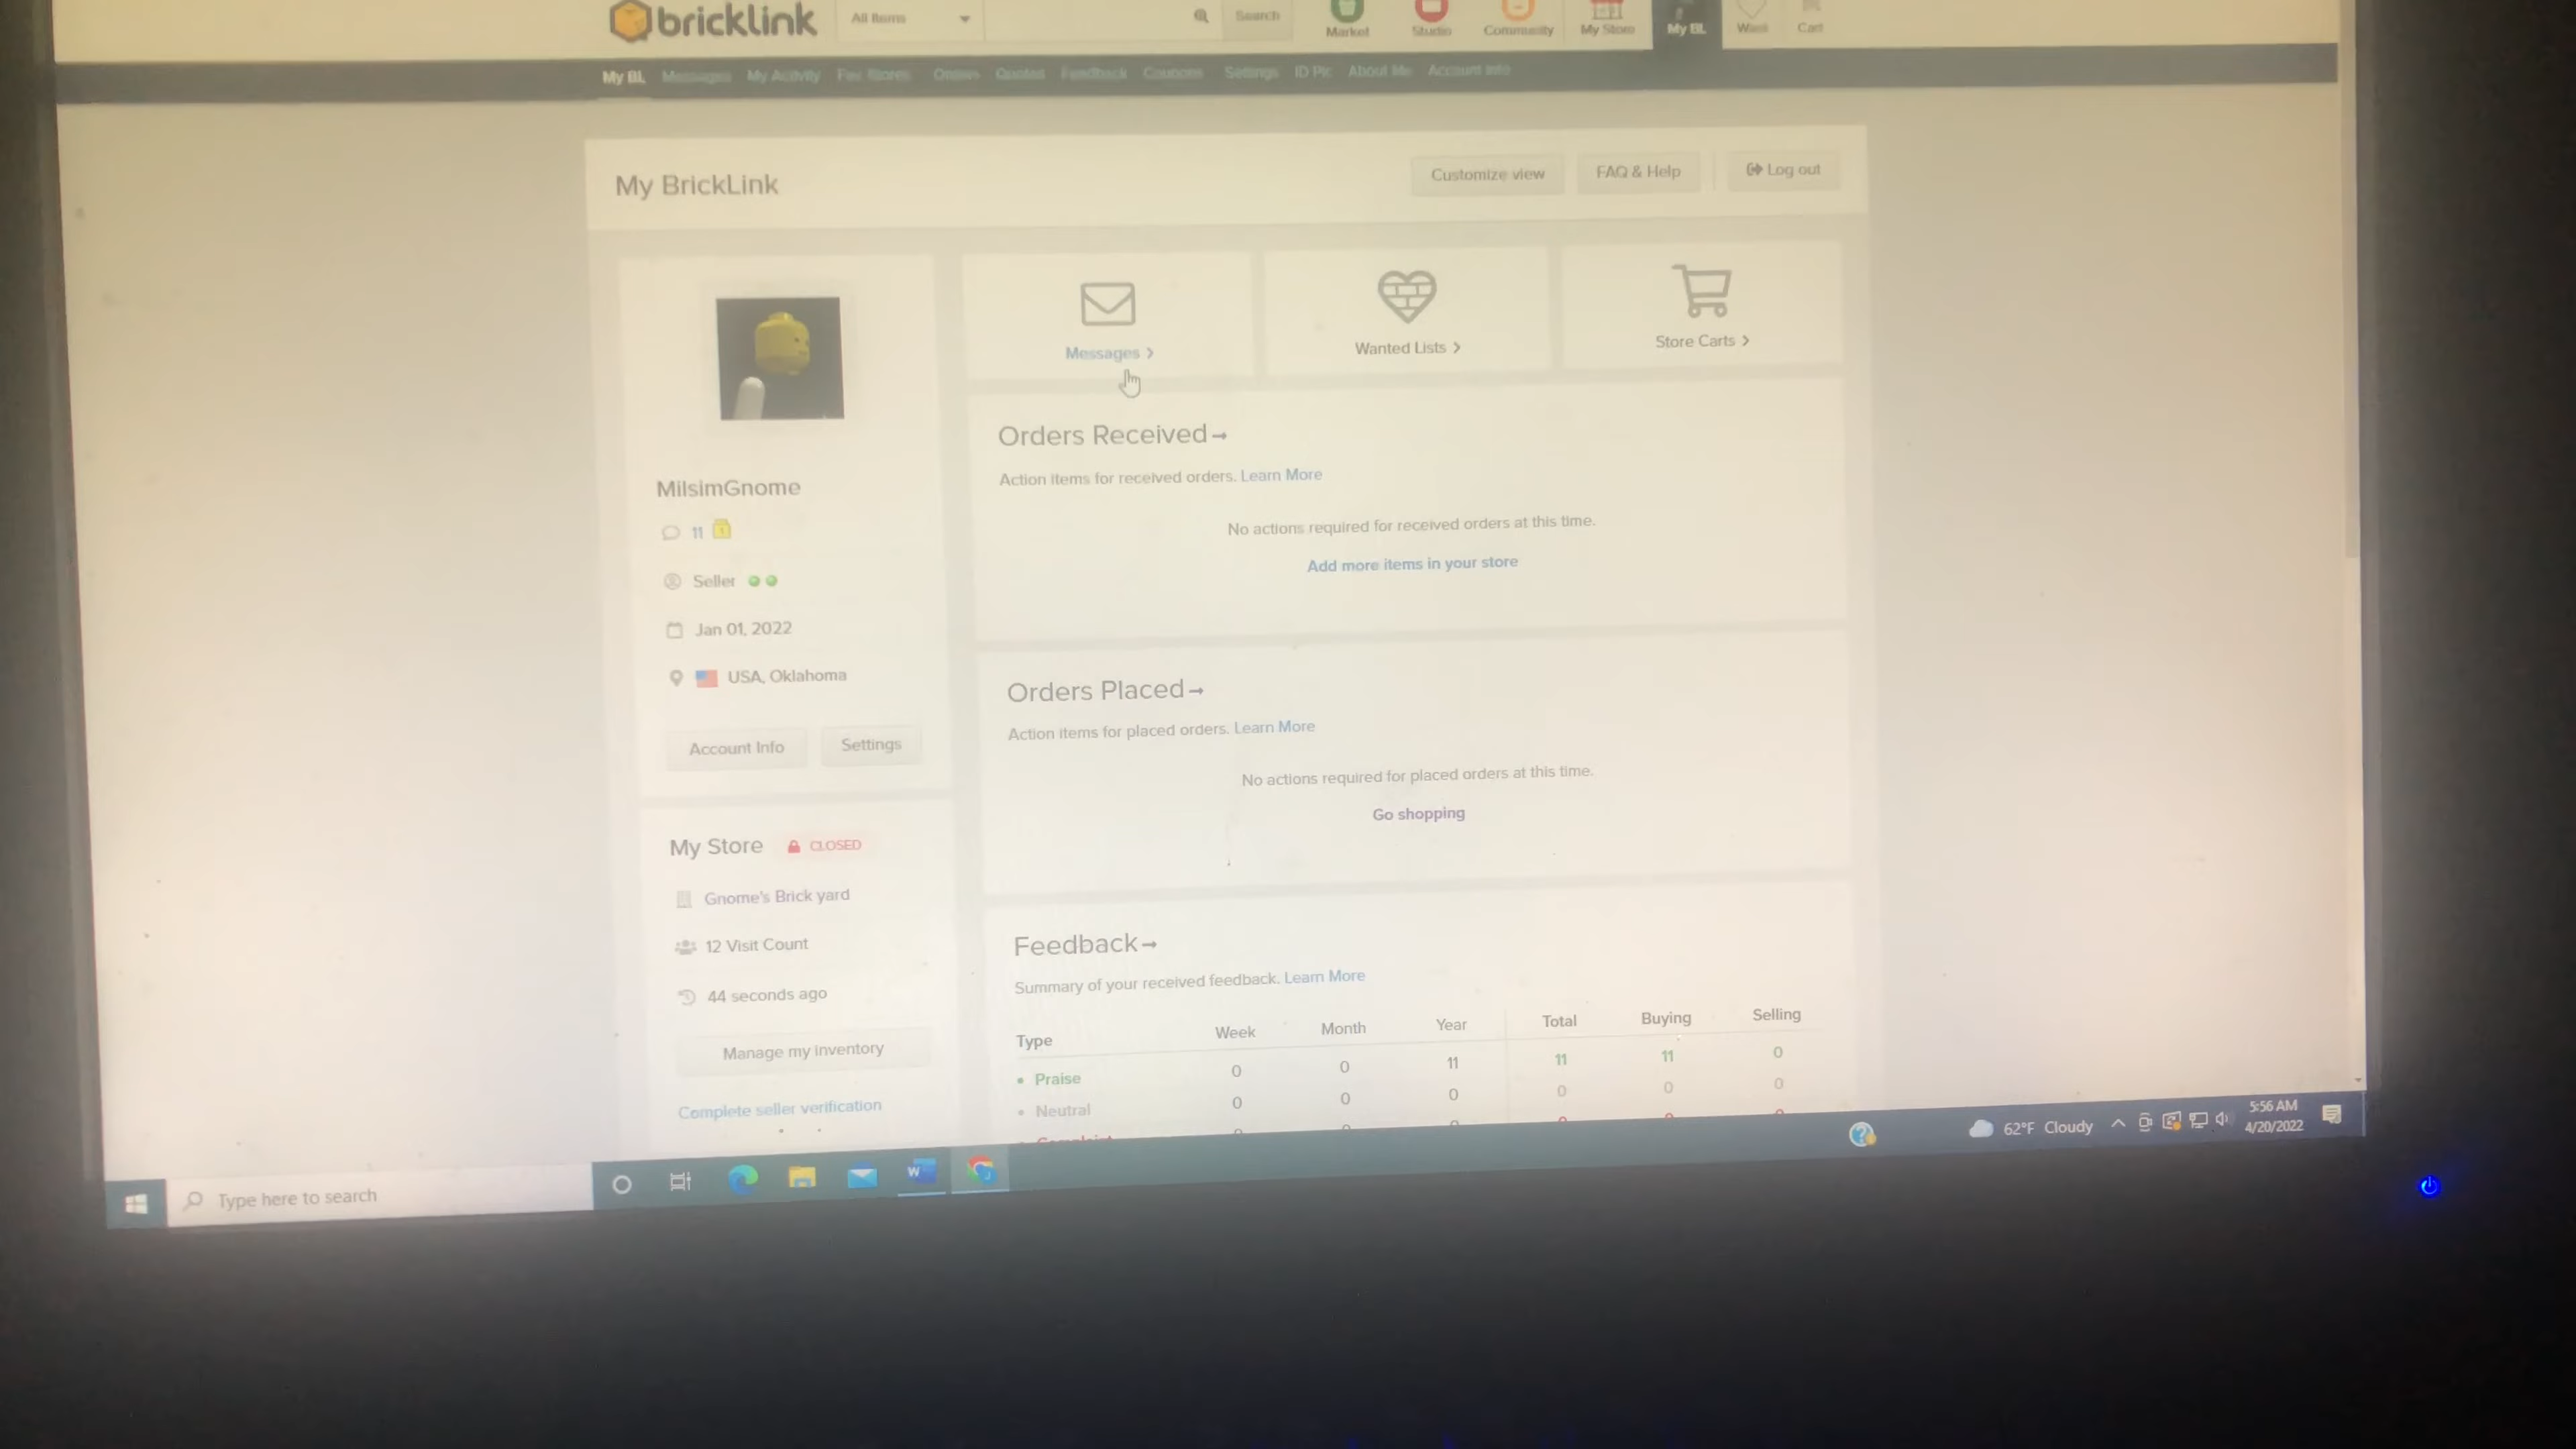 bricklink
All Items
Search
Market
Studio
Community
My Store
My BL
Want
Cart
My BL Messages My Activity Fav Stores Orders Quotes Feedback Coupons Settings ID Pic About Me Account Info
My BrickLink
Customize view
FAQ & Help
Log out
Messages >
Wanted Lists >
Store Carts >
MilsimGnome
11
1
Seller
Jan 01, 2022
USA, Oklahoma
Account Info
Settings
My Store CLOSED
Gnome's Brick yard
12 Visit Count
44 seconds ago
Manage my inventory
Complete seller verification
Orders Received→
Action items for received orders. Learn More
No actions required for received orders at this time.
Add more items in your store
Orders Placed→
Action items for placed orders. Learn More
No actions required for placed orders at this time.
Go shopping
Feedback→
Summary of your received feedback. Learn More
Type Week Month Year Total Buying Selling
• Praise 0 0 11 11 11 0
• Neutral 0 0 0 0 0 0
Type here to search
W
62°F Cloudy
5:56 AM
4/20/2022